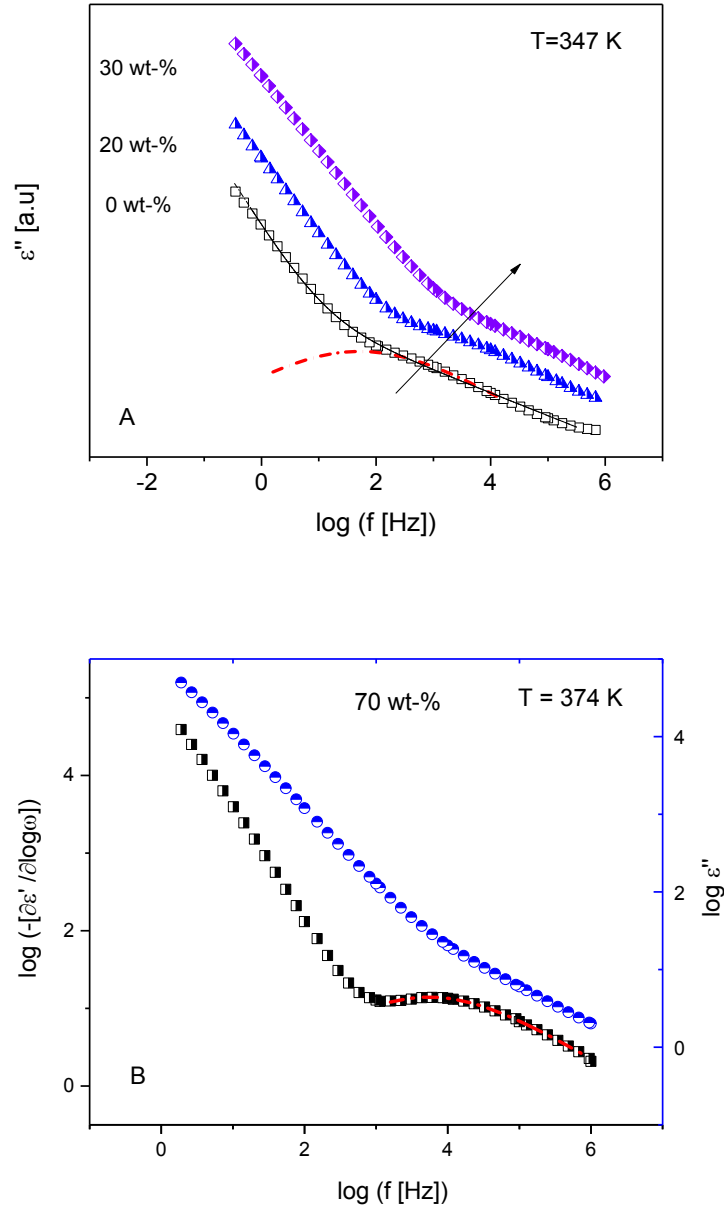 T=347 K
30 wt-%
20 wt-%
0 wt-%
ε'' [a.u]
A
-2 0 2 4 6
log (f [Hz])
70 wt-% T = 374 K
4
2
0
log (-[∂ε' /∂logω])
4
2
0
log ε''
B
0 2 4 6
log (f [Hz])